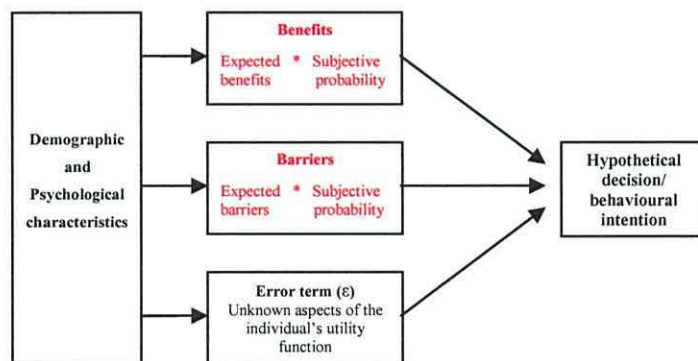 Demographic
and
Psychological
characteristics
Benefits
Expected * Subjective
benefits probability
Barriers
Expected * Subjective
barriers probability
Error term (ε)
Unknown aspects of the
individual's utility
function
Hypothetical
decision/
behavioural
intention